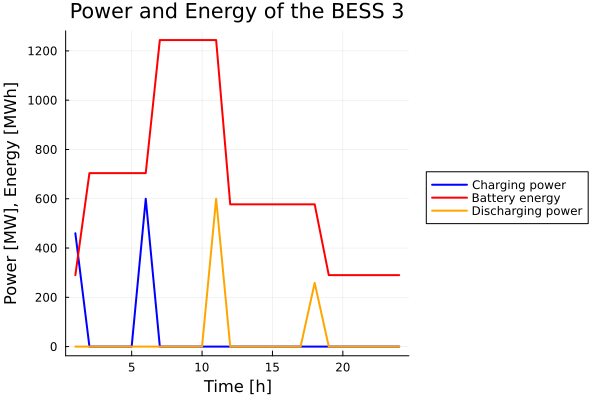 Power and Energy of the BESS 3
Power [MW], Energy [MWh]
1200
1000
800
600
400
200
0
5
10
15
20
Time [h]
Charging power
Battery energy
Discharging power